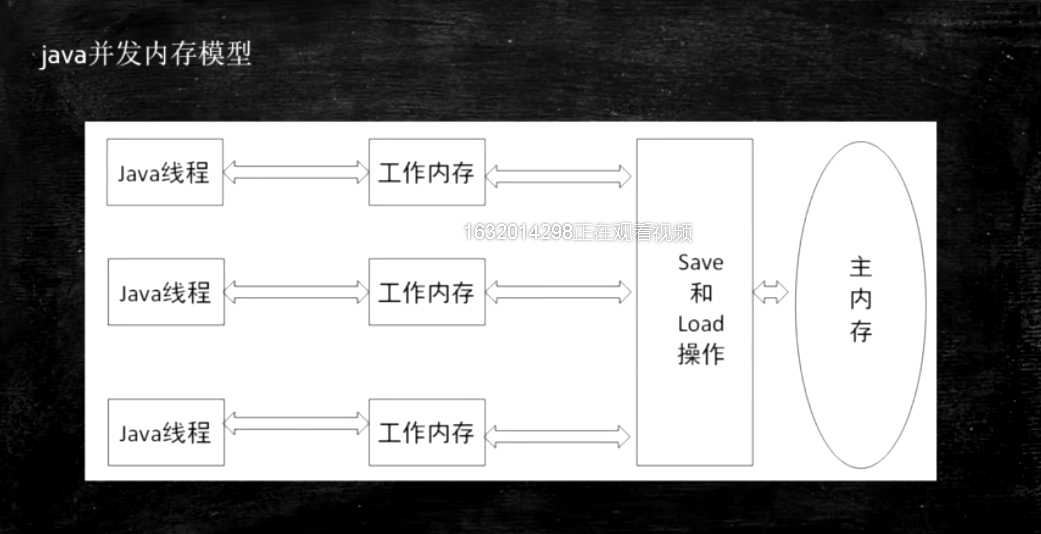 java并发内存模型
Java线程
工作内存
1632014298正在观看视频
Java线程
工作内存
Java线程
工作内存
Save
和
Load
操作
主
内
存